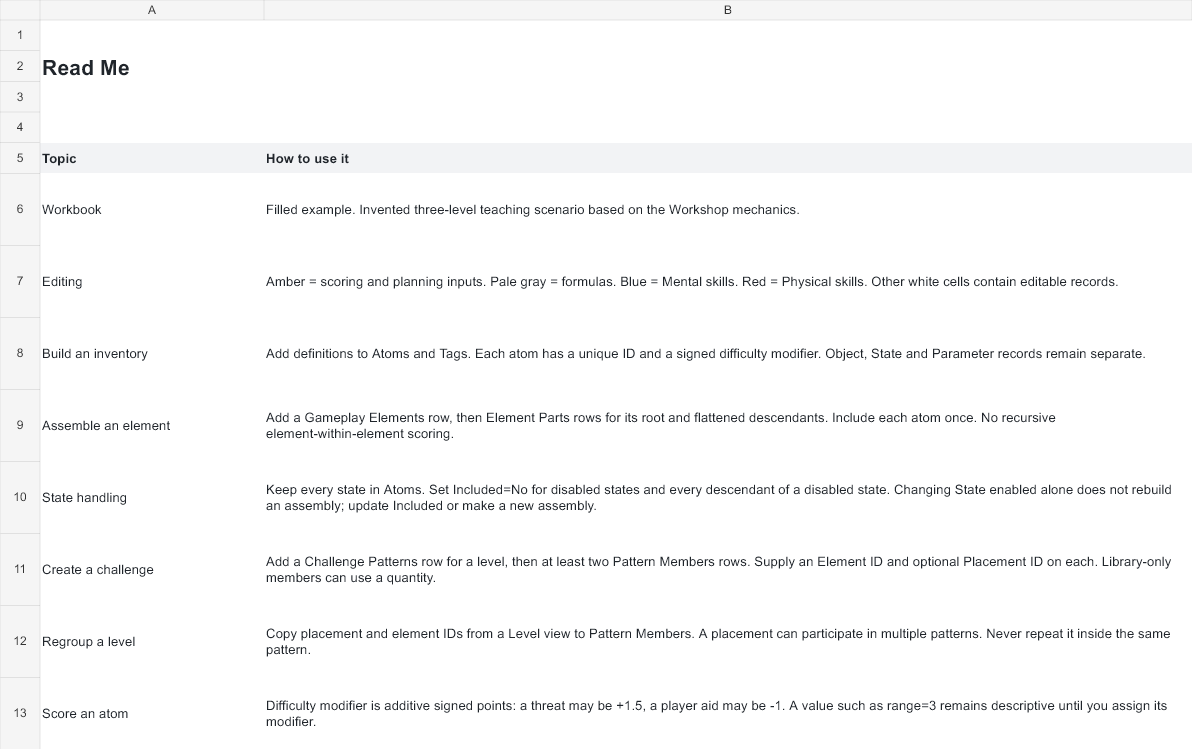 A B
1
2 Read Me
3
4
5 Topic How to use it
6 Workbook Filled example. Invented three-level teaching scenario based on the Workshop mechanics.
7 Editing Amber = scoring and planning inputs. Pale gray = formulas. Blue = Mental skills. Red = Physical skills. Other white cells contain editable records.
8 Build an inventory Add definitions to Atoms and Tags. Each atom has a unique ID and a signed difficulty modifier. Object, State and Parameter records remain separate.
9 Assemble an element Add a Gameplay Elements row, then Element Parts rows for its root and flattened descendants. Include each atom once. No recursive
element-within-element scoring.
10 State handling Keep every state in Atoms. Set Included=No for disabled states and every descendant of a disabled state. Changing State enabled alone does not rebuild
an assembly; update Included or make a new assembly.
11 Create a challenge Add a Challenge Patterns row for a level, then at least two Pattern Members rows. Supply an Element ID and optional Placement ID on each. Library-only
members can use a quantity.
12 Regroup a level Copy placement and element IDs from a Level view to Pattern Members. A placement can participate in multiple patterns. Never repeat it inside the same
pattern.
13 Score an atom Difficulty modifier is additive signed points: a threat may be +1.5, a player aid may be -1. A value such as range=3 remains descriptive until you assign its
modifier.